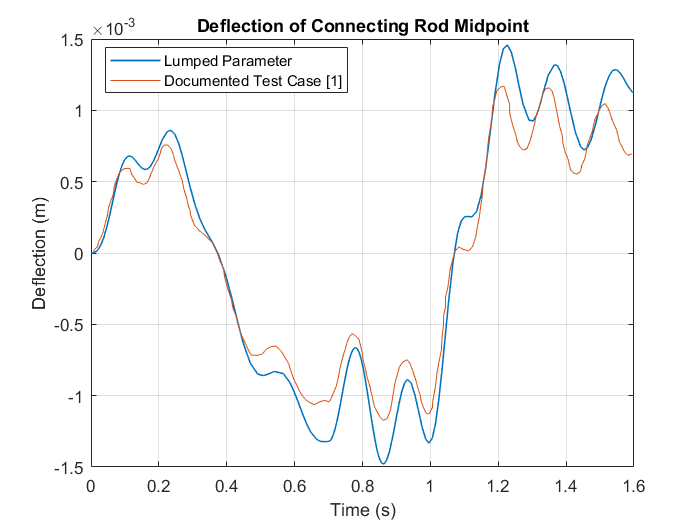 Deflection of Connecting Rod Midpoint
×10⁻³
Lumped Parameter
Documented Test Case [1]
1.5
1
0.5
0
-0.5
-1
-1.5
Deflection (m)
0 0.2 0.4 0.6 0.8 1 1.2 1.4 1.6
Time (s)